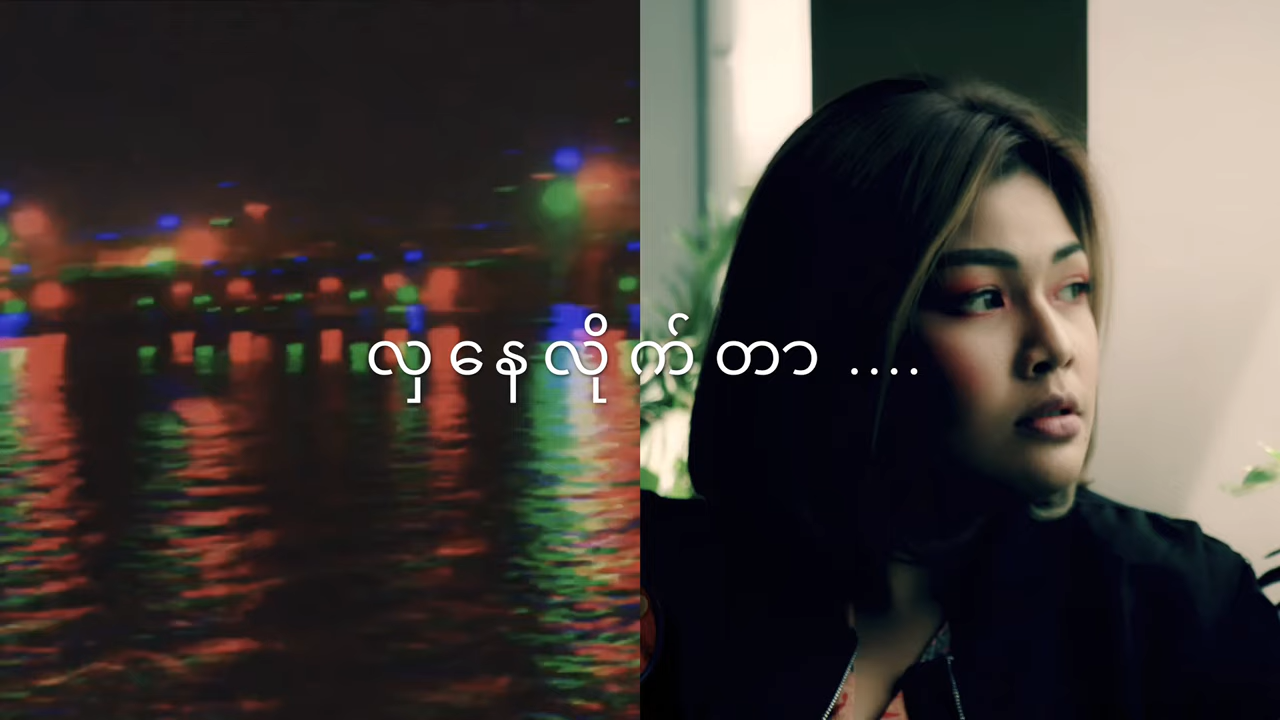 လှ နေလို က် တာ ....